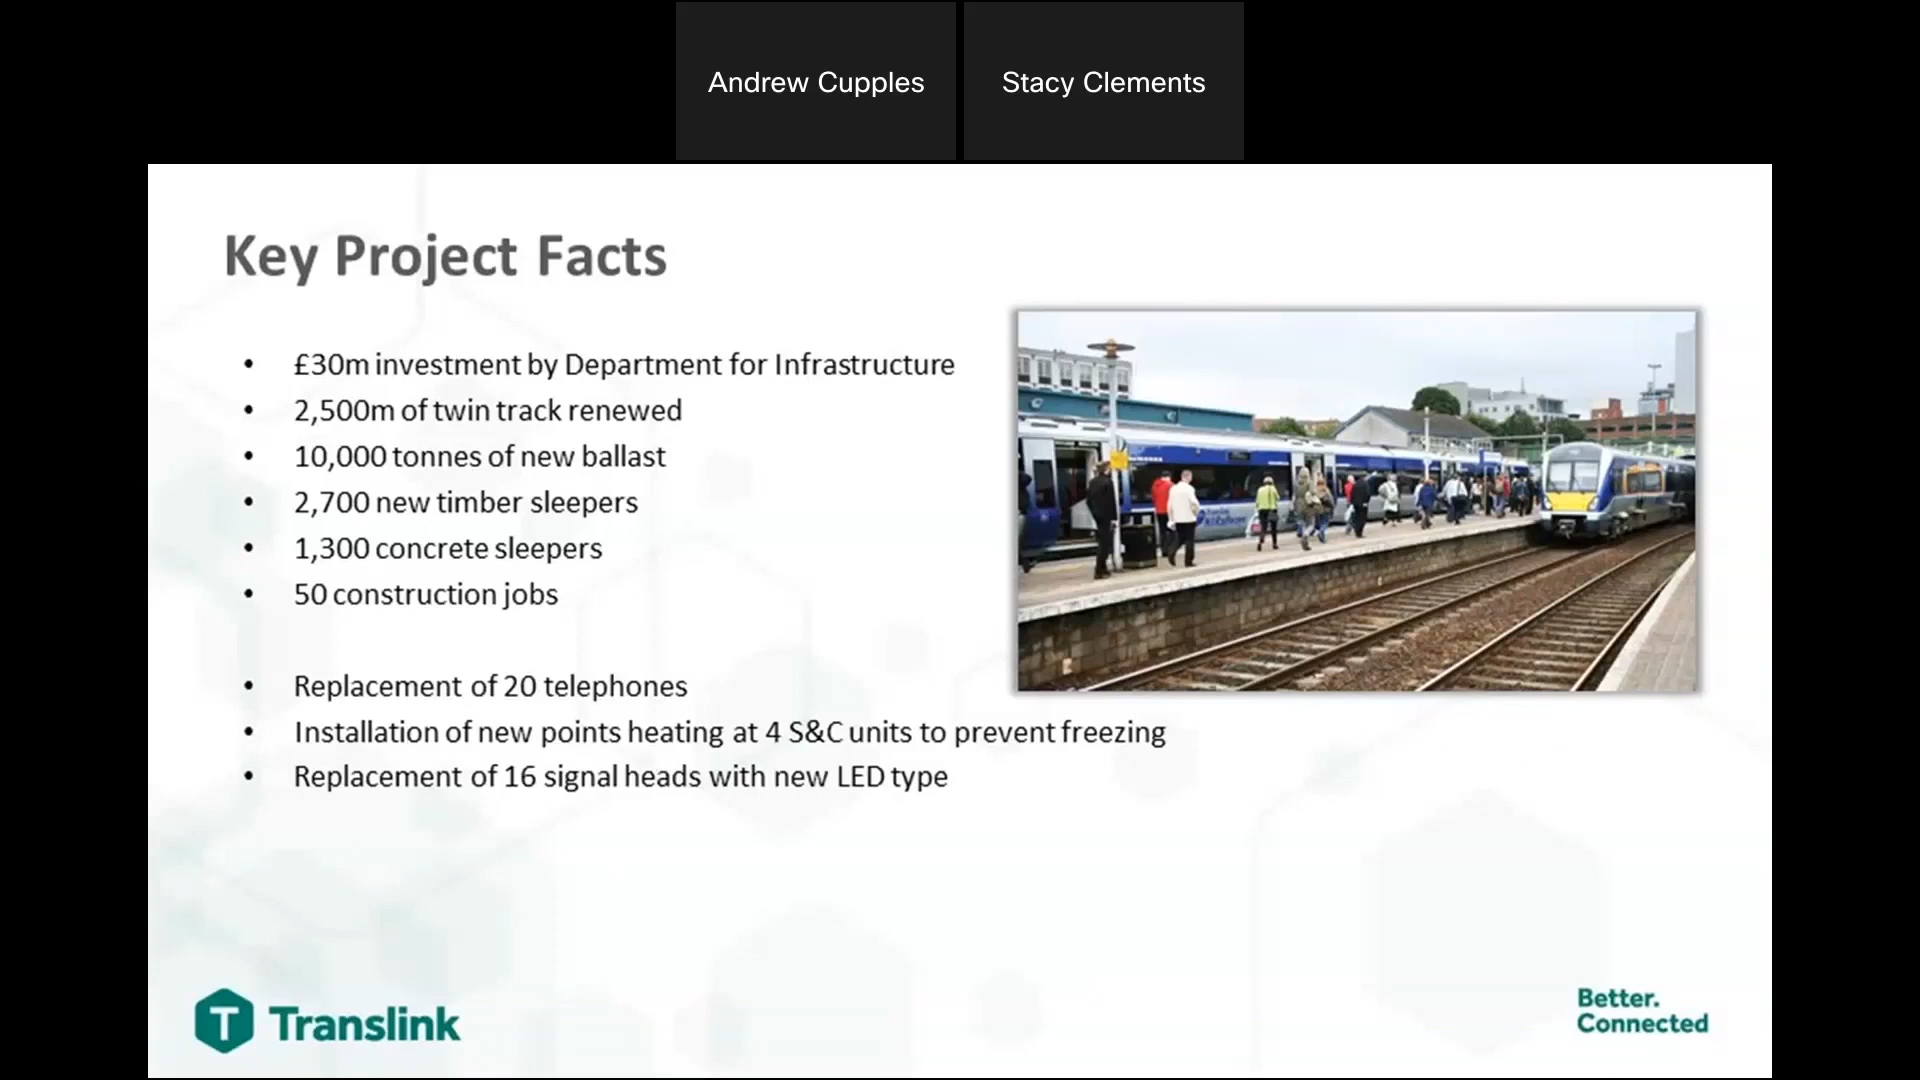 Andrew Cupples
Stacy Clements
Key Project Facts
• £30m investment by Department for Infrastructure
• 2,500m of twin track renewed
• 10,000 tonnes of new ballast
• 2,700 new timber sleepers
• 1,300 concrete sleepers
• 50 construction jobs
• Replacement of 20 telephones
• Installation of new points heating at 4 S&C units to prevent freezing
• Replacement of 16 signal heads with new LED type
T Translink
Better.
Connected